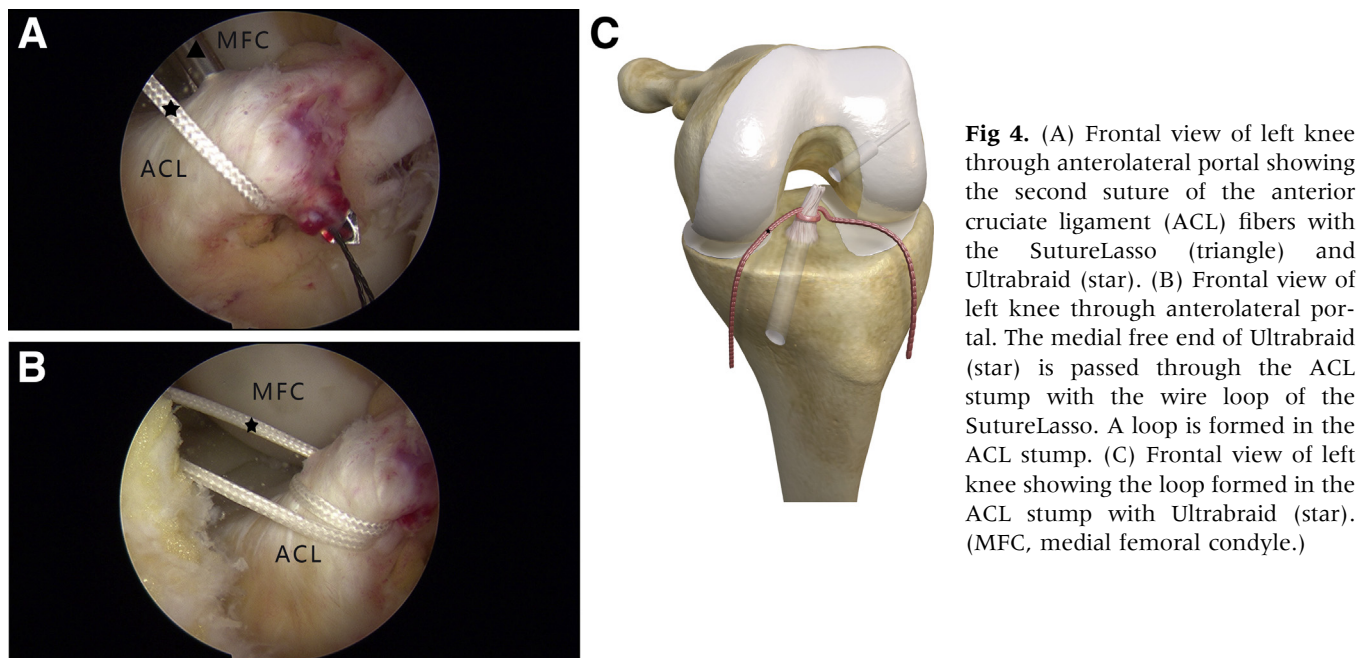 A
MFC
ACL
B
MFC
ACL
C
Fig 4. (A) Frontal view of left knee
through anterolateral portal showing
the second suture of the anterior
cruciate ligament (ACL) fibers with
the SutureLasso (triangle) and
Ultrabraid (star). (B) Frontal view of
left knee through anterolateral por-
tal. The medial free end of Ultrabraid
(star) is passed through the ACL
stump with the wire loop of the
SutureLasso. A loop is formed in the
ACL stump. (C) Frontal view of left
knee showing the loop formed in the
ACL stump with Ultrabraid (star).
(MFC, medial femoral condyle.)